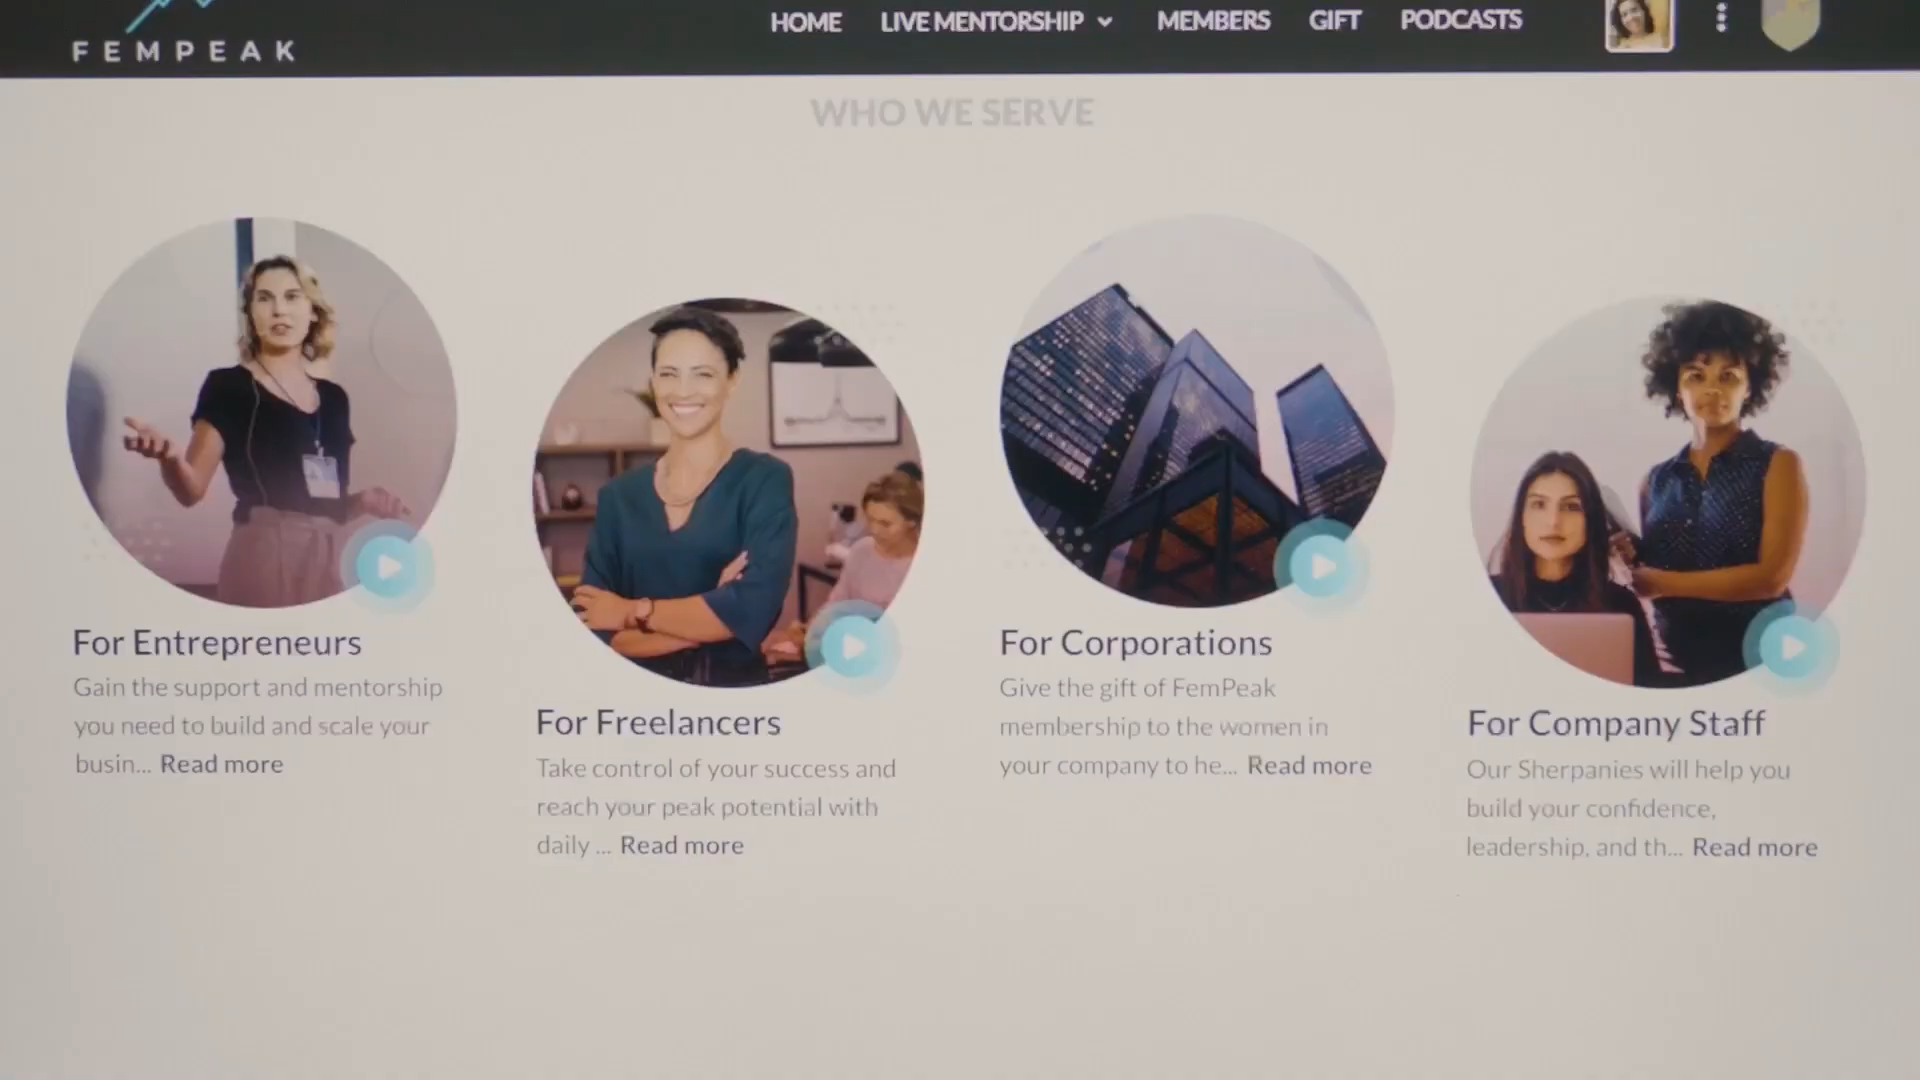 FEMPEAK
HOME LIVE MENTORSHIP MEMBERS GIFT PODCASTS
WHO WE SERVE
For Entrepreneurs
Gain the support and mentorship
you need to build and scale your
busin... Read more
For Freelancers
Take control of your success and
reach your peak potential with
daily ... Read more
For Corporations
Give the gift of FemPeak
membership to the women in
your company to he... Read more
For Company Staff
Our Sherpanies will help you
build your confidence,
leadership, and th... Read more